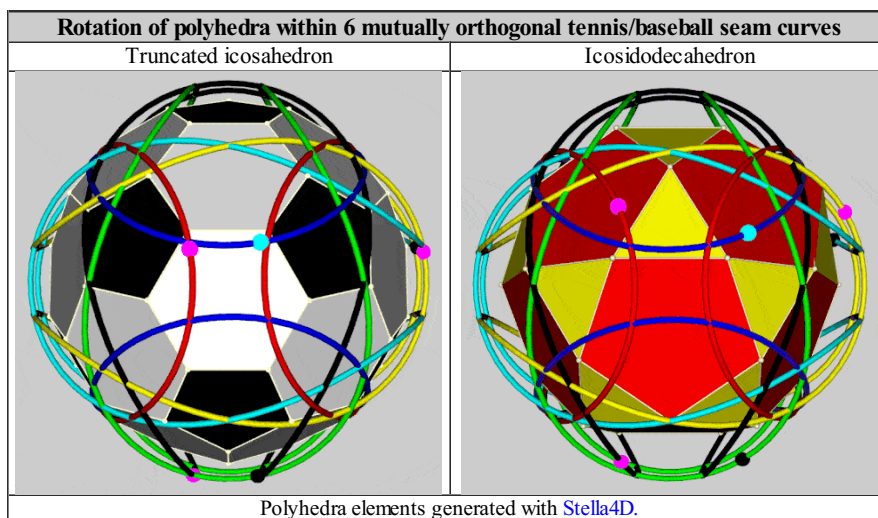 Rotation of polyhedra within 6 mutually orthogonal tennis/baseball seam curves
Truncated icosahedron
Icosidodecahedron
Polyhedra elements generated with Stella4D.